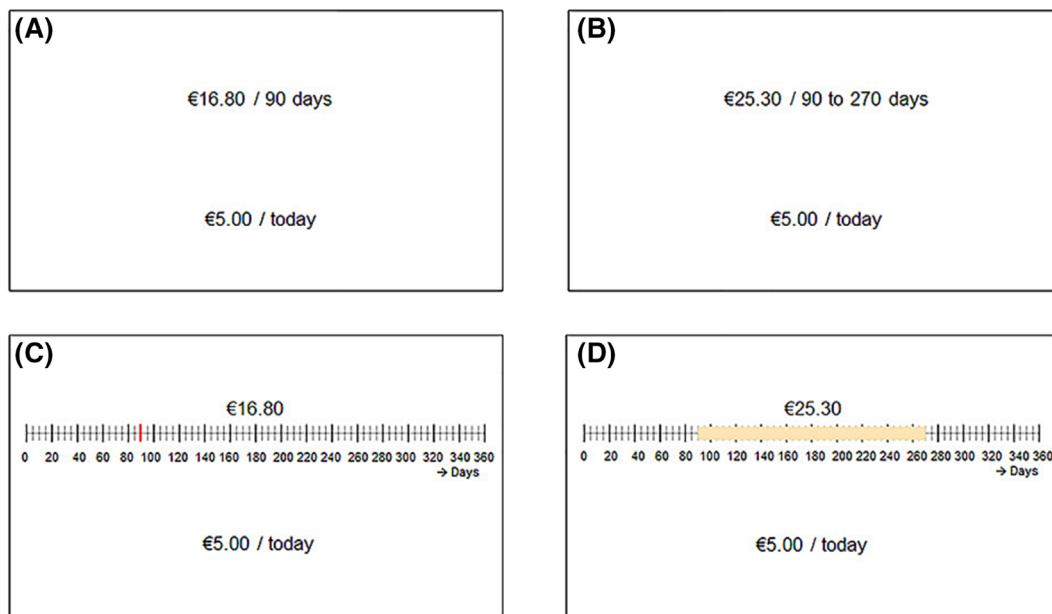 (A)
€16.80 / 90 days
€5.00 / today
(B)
€25.30 / 90 to 270 days
€5.00 / today
(C)
€16.80
0 20 40 60 80 100 120 140 160 180 200 220 240 260 280 300 320 340 360
→ Days
€5.00 / today
(D)
€25.30
0 20 40 60 80 100 120 140 160 180 200 220 240 260 280 300 320 340 360
→ Days
€5.00 / today